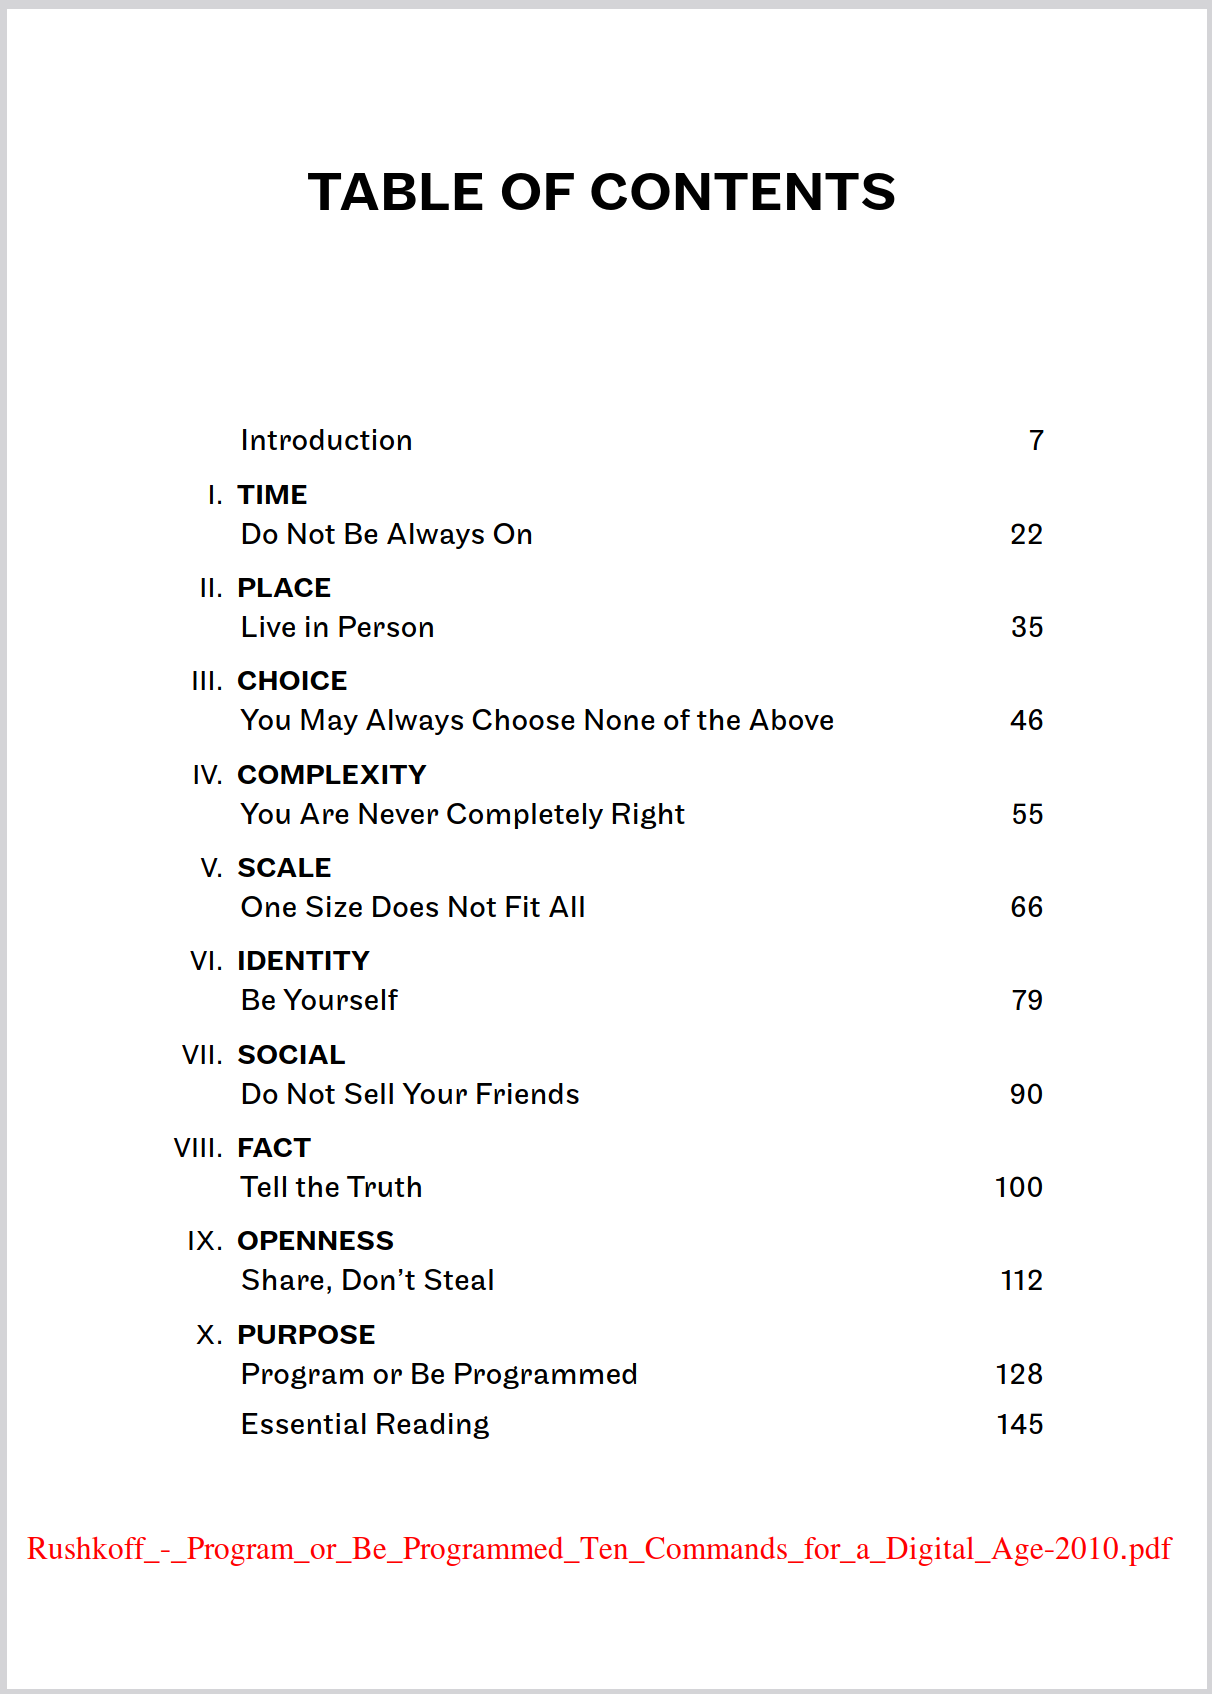 TABLE OF CONTENTS
Introduction 7
I. TIME
Do Not Be Always On 22
II. PLACE
Live in Person 35
III. CHOICE
You May Always Choose None of the Above 46
IV. COMPLEXITY
You Are Never Completely Right 55
V. SCALE
One Size Does Not Fit All 66
VI. IDENTITY
Be Yourself 79
VII. SOCIAL
Do Not Sell Your Friends 90
VIII. FACT
Tell the Truth 100
IX. OPENNESS
Share, Don’t Steal 112
X. PURPOSE
Program or Be Programmed 128
Essential Reading 145
Rushkoff_-_Program_or_Be_Programmed_Ten_Commands_for_a_Digital_Age-2010.pdf